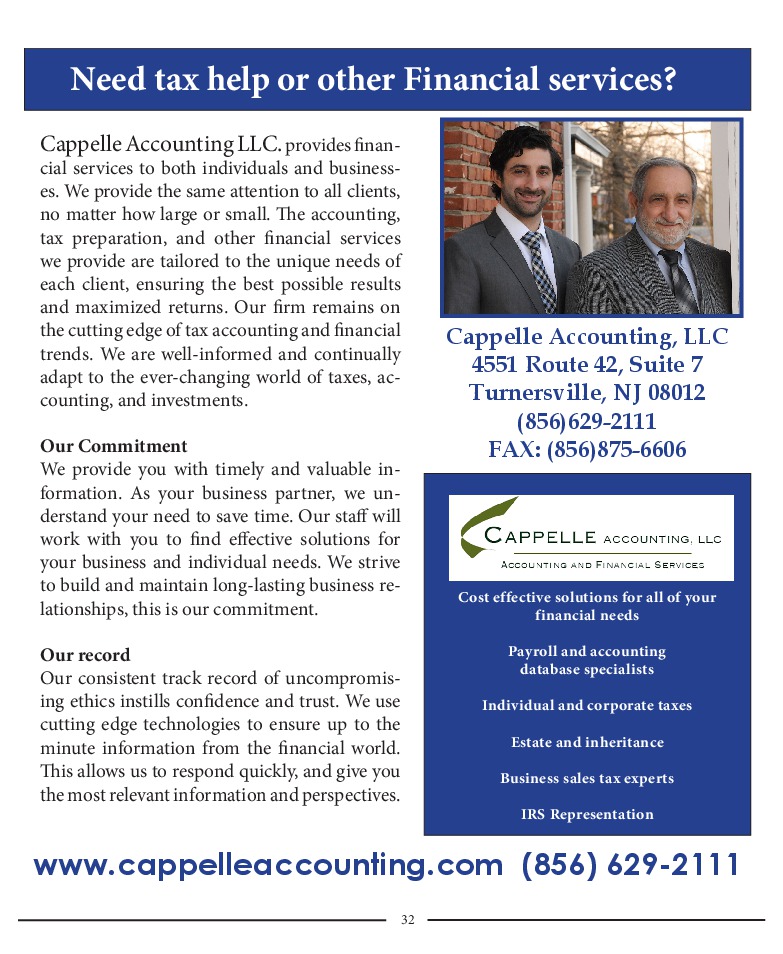 Need tax help or other Financial services?
Cappelle Accounting LLC. provides finan-
cial services to both individuals and business-
es. We provide the same attention to all clients,
no matter how large or small. The accounting,
tax preparation, and other financial services
we provide are tailored to the unique needs of
each client, ensuring the best possible results
and maximized returns. Our firm remains on
the cutting edge of tax accounting and financial
trends. We are well-informed and continually
adapt to the ever-changing world of taxes, ac-
counting, and investments.
Our Commitment
We provide you with timely and valuable in-
formation. As your business partner, we un-
derstand your need to save time. Our staff will
work with you to find effective solutions for
your business and individual needs. We strive
to build and maintain long-lasting business re-
lationships, this is our commitment.
Our record
Our consistent track record of uncompromis-
ing ethics instills confidence and trust. We use
cutting edge technologies to ensure up to the
minute information from the financial world.
This allows us to respond quickly, and give you
the most relevant information and perspectives.
Cappelle Accounting, LLC
4551 Route 42, Suite 7
Turnersville, NJ 08012
(856)629-2111
FAX: (856)875-6606
CAPPELLE ACCOUNTING, LLC
ACCOUNTING AND FINANCIAL SERVICES
Cost effective solutions for all of your
financial needs
Payroll and accounting
database specialists
Individual and corporate taxes
Estate and inheritance
Business sales tax experts
IRS Representation
www.cappelleaccounting.com (856) 629-2111
32